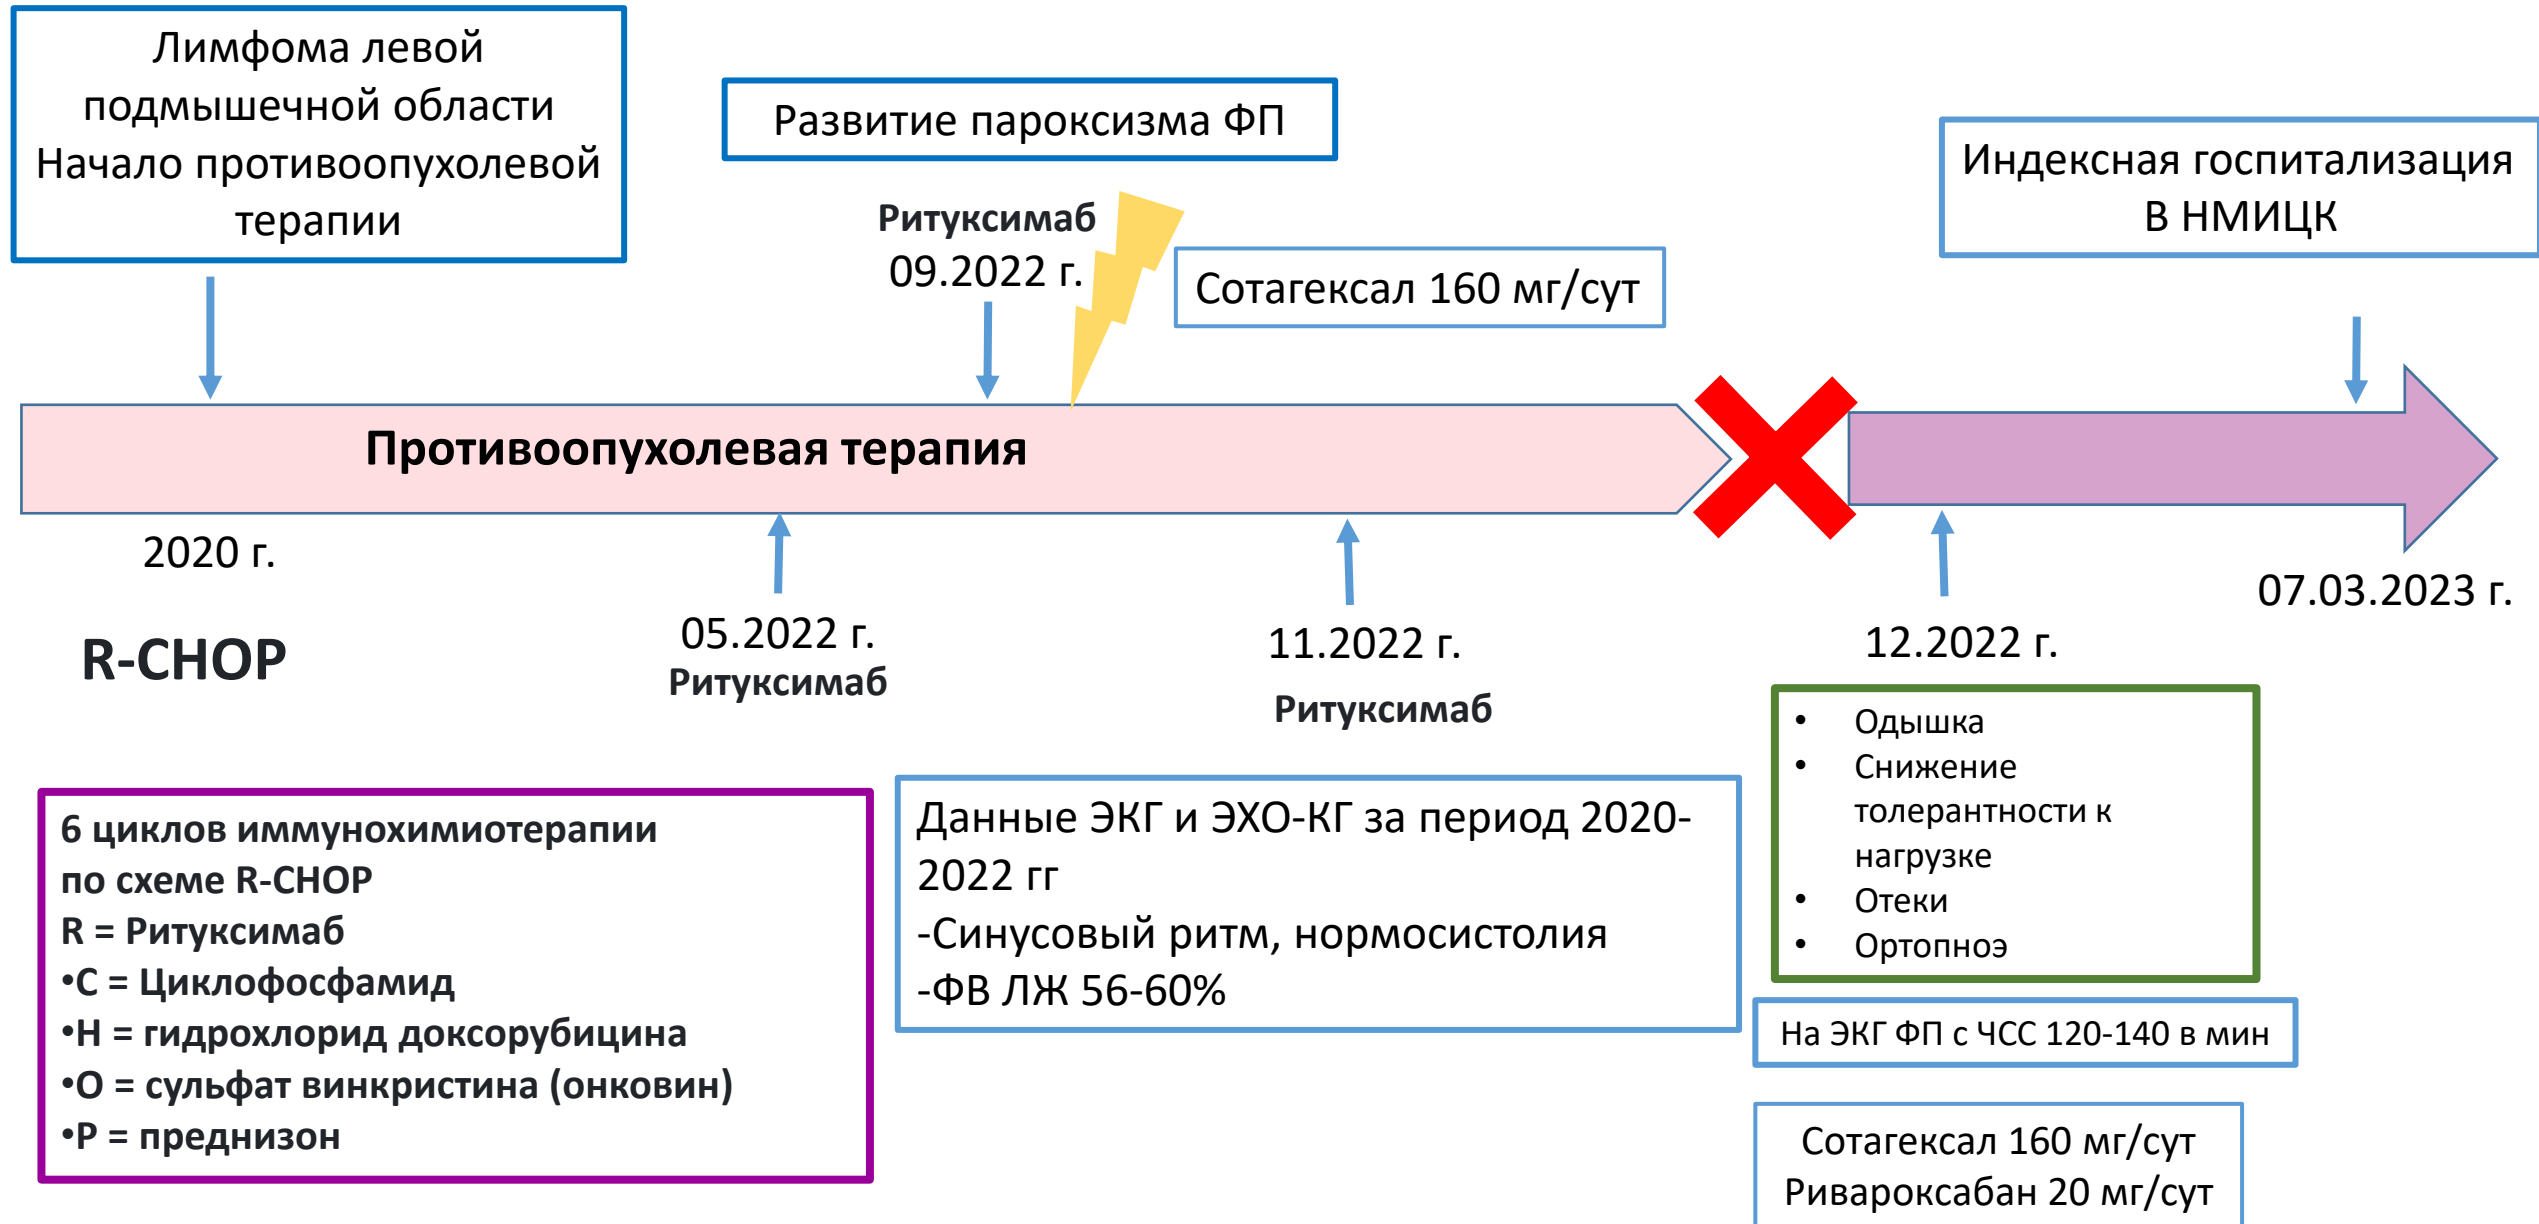 Лимфома левой
подмышечной области
Начало противоопухолевой
терапии
Развитие пароксизма ФП
Ритуксимаб
09.2022 г.
Сотагексал 160 мг/сут
Индексная госпитализация
В НМИЦК
Противоопухолевая терапия
2020 г.
R-CHOP
05.2022 г.
Ритуксимаб
11.2022 г.
Ритуксимаб
12.2022 г.
07.03.2023 г.
6 циклов иммунохимиотерапии
по схеме R-CHOP
R = Ритуксимаб
•C = Циклофосфамид
•H = гидрохлорид доксорубицина
•O = сульфат винкристина (онковин)
•P = преднизон
Данные ЭКГ и ЭХО-КГ за период 2020-
2022 гг
-Синусовый ритм, нормосистолия
-ФВ ЛЖ 56-60%
• Одышка
• Снижение
толерантности к
нагрузке
• Отеки
• Ортопноэ
На ЭКГ ФП с ЧСС 120-140 в мин
Сотагексал 160 мг/сут
Ривароксабан 20 мг/сут